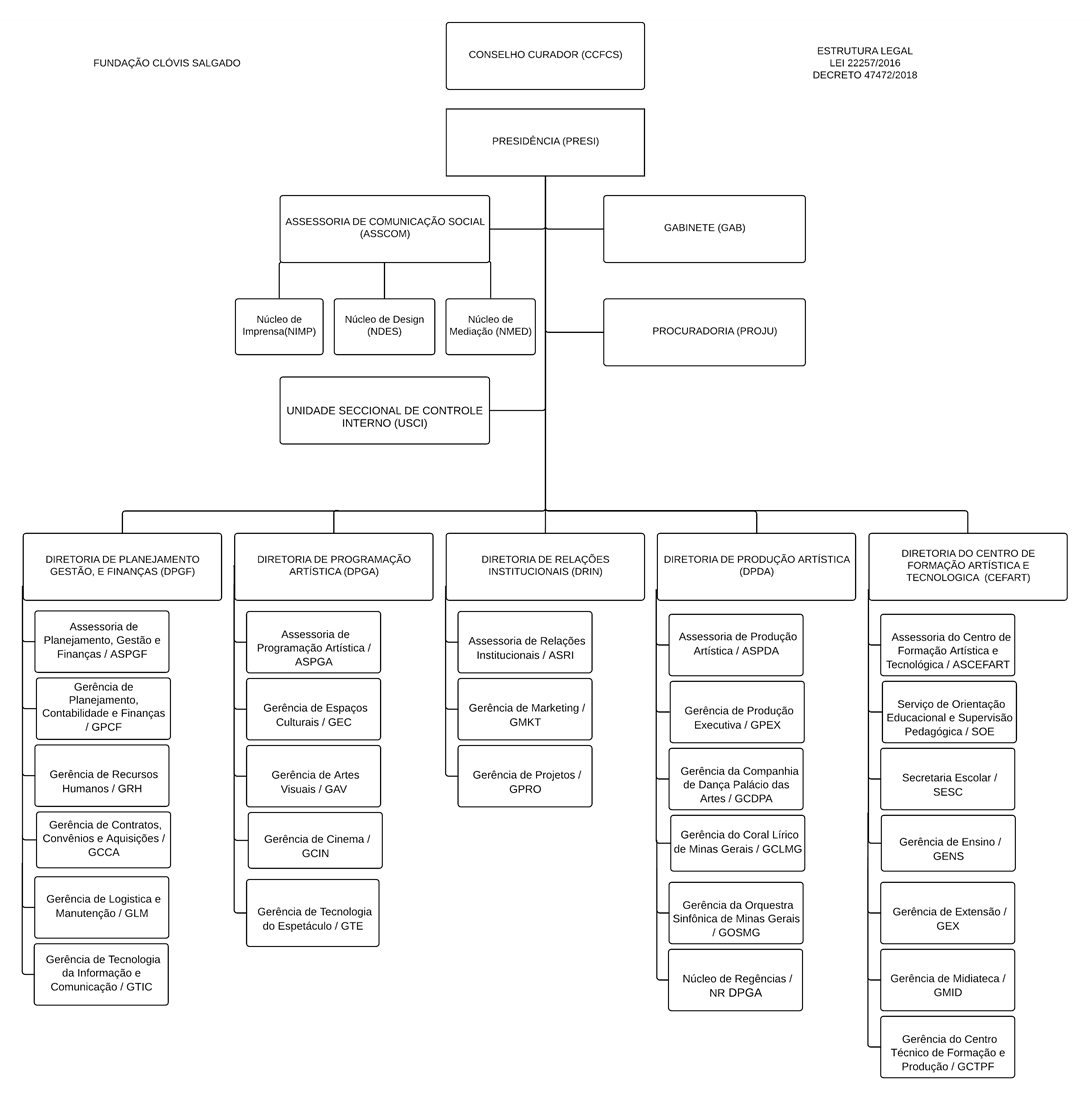 FUNDAÇÃO CLÓVIS SALGADO
CONSELHO CURADOR (CCFCS)
ESTRUTURA LEGAL
LEI 22257/2016
DECRETO 47472/2018
PRESIDÊNCIA (PRESI)
ASSESSORIA DE COMUNICAÇÃO SOCIAL
(ASSCOM)
GABINETE (GAB)
Núcleo de
Imprensa(NIMP)
Núcleo de Design
(NDES)
Núcleo de
Mediação (NMED)
PROCURADORIA (PROJU)
UNIDADE SECCIONAL DE CONTROLE
INTERNO (USCI)
DIRETORIA DE PLANEJAMENTO
GESTÃO, E FINANÇAS (DPGF)
Assessoria de
Planejamento, Gestão e
Finanças / ASPGF
Gerência de
Planejamento,
Contabilidade e Finanças
/ GPCF
Gerência de Recursos
Humanos / GRH
Gerência de Contratos,
Convênios e Aquisições /
GCCA
Gerência de Logistica e
Manutenção / GLM
Gerência de Tecnologia
da Informação e
Comunicação / GTIC
DIRETORIA DE PROGRAMAÇÃO
ARTÍSTICA (DPGA)
Assessoria de
Programação Artística /
ASPGA
Gerência de Espaços
Culturais / GEC
Gerência de Artes
Visuais / GAV
Gerência de Cinema /
GCIN
Gerência de Tecnologia
do Espetáculo / GTE
DIRETORIA DE RELAÇÕES
INSTITUCIONAIS (DRIN)
Assessoria de Relações
Institucionais / ASRI
Gerência de Marketing /
GMKT
Gerência de Projetos /
GPRO
DIRETORIA DE PRODUÇÃO ARTÍSTICA
(DPDA)
Assessoria de Produção
Artística / ASPDA
Gerência de Produção
Executiva / GPEX
Gerência da Companhia
de Dança Palácio das
Artes / GCDPA
Gerência do Coral Lírico
de Minas Gerais / GCLMG
Gerência da Orquestra
Sinfônica de Minas Gerais
/ GOSMG
Núcleo de Regências /
NR DPGA
DIRETORIA DO CENTRO DE
FORMAÇÃO ARTÍSTICA E
TECNOLOGICA (CEFART)
Assessoria do Centro de
Formação Artística e
Tecnológica / ASCEFART
Serviço de Orientação
Educacional e Supervisão
Pedagógica / SOE
Secretaria Escolar /
SESC
Gerência de Ensino /
GENS
Gerência de Extensão /
GEX
Gerência de Midiateca /
GMID
Gerência do Centro
Técnico de Formação e
Produção / GCTPF